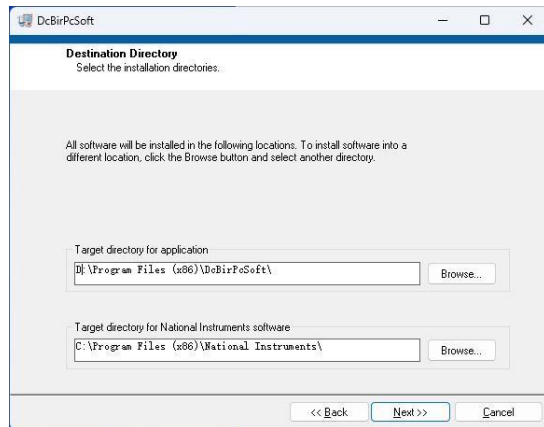 DcBirPcSoft
Destination Directory
Select the installation directories.
All software will be installed in the following locations. To install software into a
different location, click the Browse button and select another directory.
Target directory for application
D:\Program Files (x86)\DcBirPcSoft\
Browse...
Target directory for National Instruments software
C:\Program Files (x86)\National Instruments\
Browse...
<< Back
Next >>
Cancel